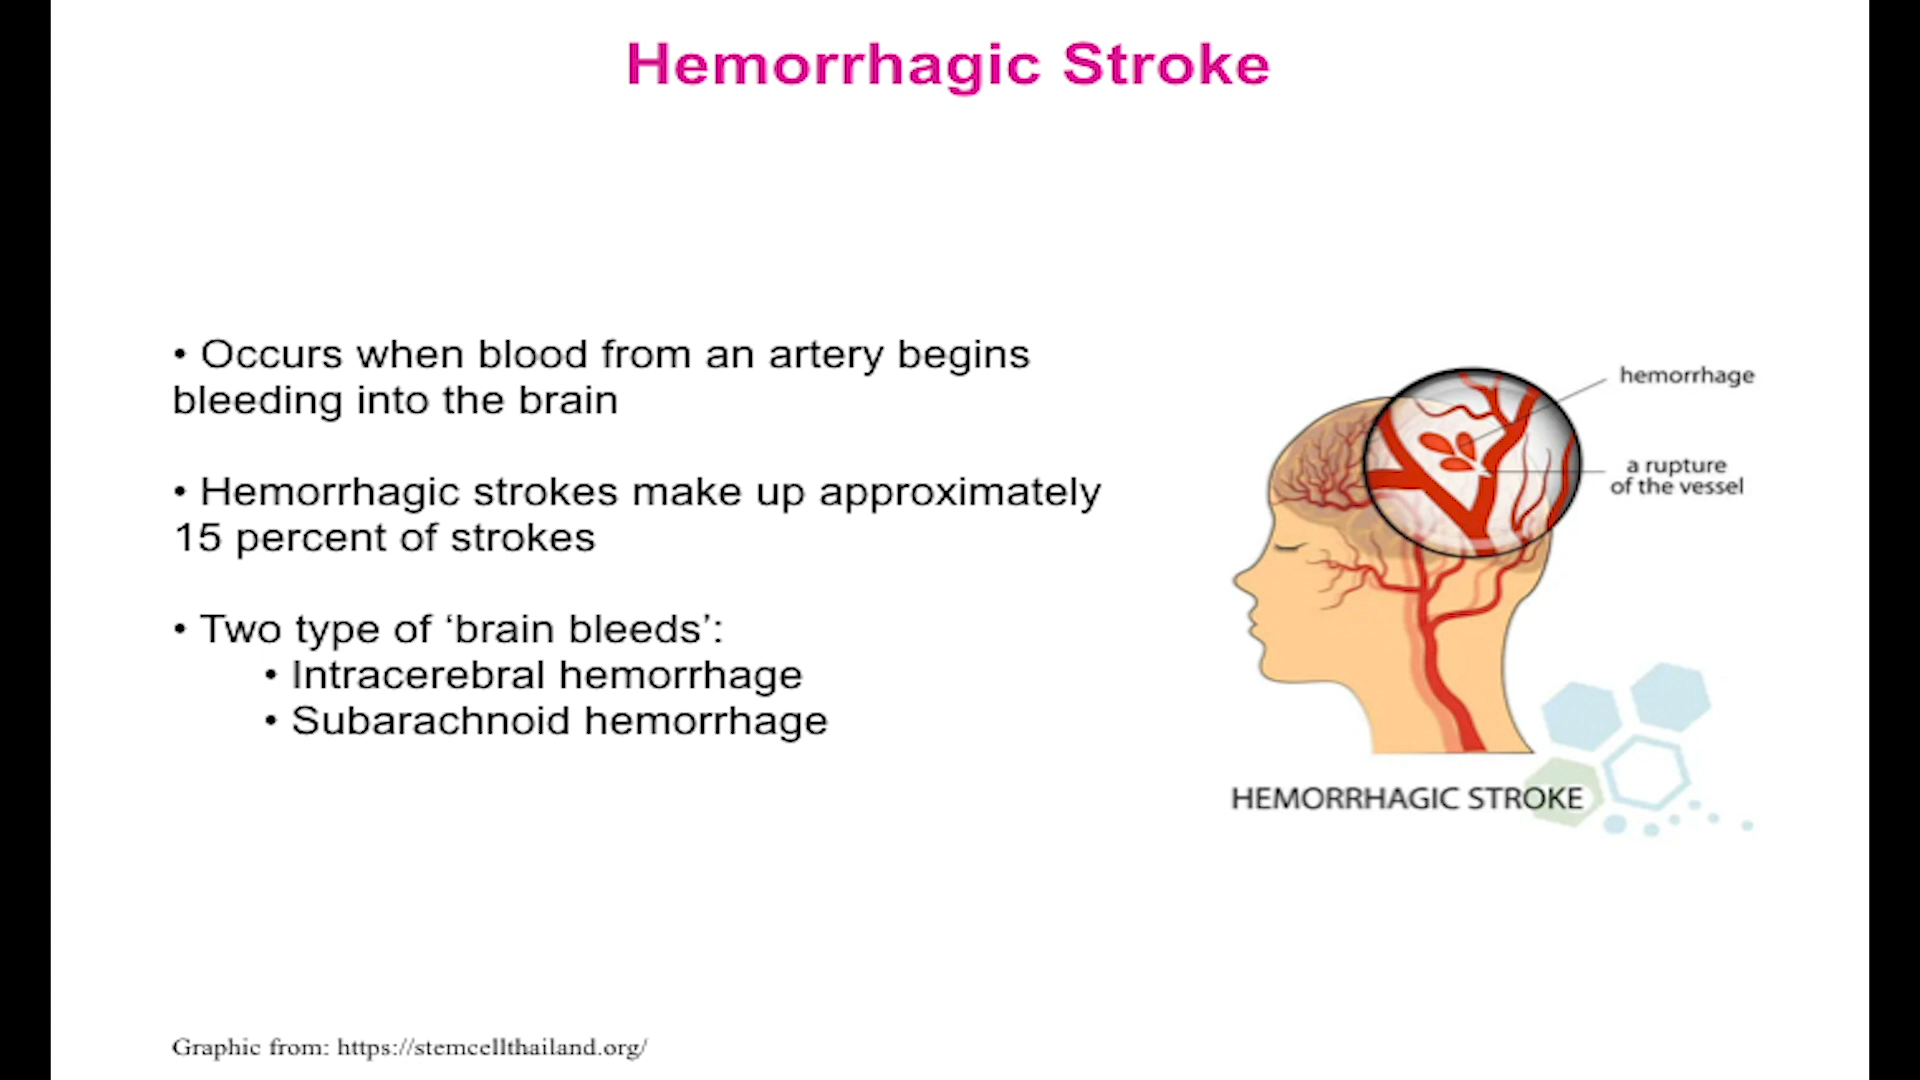 Hemorrhagic Stroke
• Occurs when blood from an artery begins
bleeding into the brain
• Hemorrhagic strokes make up approximately
15 percent of strokes
• Two type of ‘brain bleeds’:
• Intracerebral hemorrhage
• Subarachnoid hemorrhage
hemorrhage
a rupture
of the vessel
HEMORRHAGIC STROKE
Graphic from: https://stemcellthailand.org/